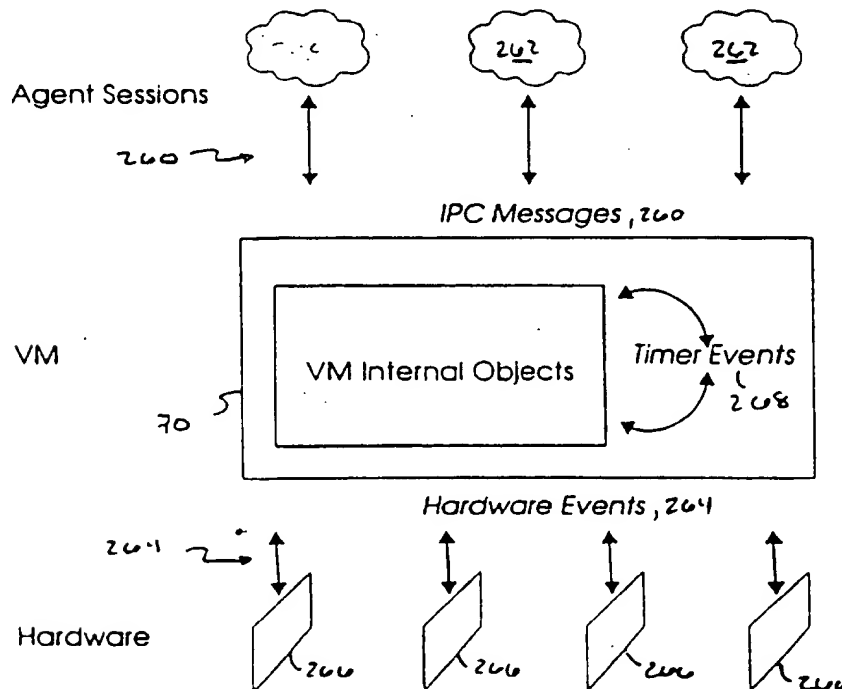 262
262
Agent Sessions
260
IPC Messages, 260
VM
VM Internal Objects
Timer Events
268
70
Hardware Events, 264
264
Hardware
266
266
266
266